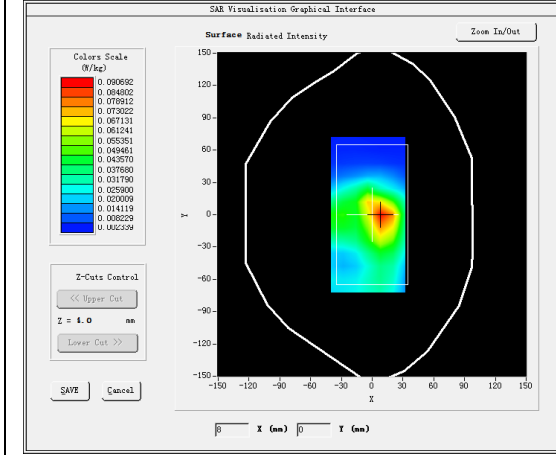 SAR Visualisation Graphical Interface
Surface Radiated Intensity
Zoom In/Out
Colors Scale
(W/kg)
0.090692
0.084802
0.078912
0.073022
0.067131
0.061241
0.055351
0.049461
0.043570
0.037680
0.031790
0.025900
0.020009
0.014119
0.008229
0.002339
Z-Cuts Control
<< Upper Cut
Z = 4.0 mm
Lower Cut >>
SAVE Cancel
150
120
90
60
30
Y 0
-30
-60
-90
-120
-150
-150 -120 -90 -60 -30 0 30 60 90 120 150
X
8 X (mm) 0 Y (mm)